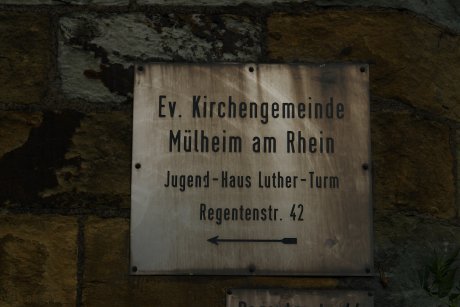 Ev. Kirchengemeinde
Mülheim am Rhein
Jugend-Haus Luther-Turm
Regentenstr. 42